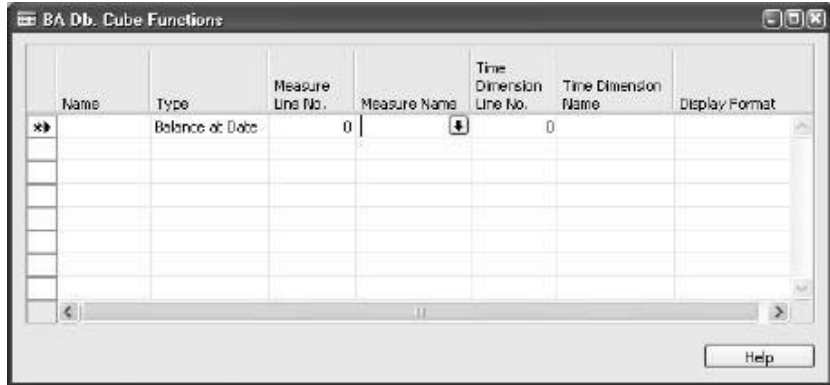 BA Db. Cube Functions
Time
Measure Dimension Time Dimension
Name Type Line No. Measure Name Line No. Name Display Format
Balance at Date 0 0
Help